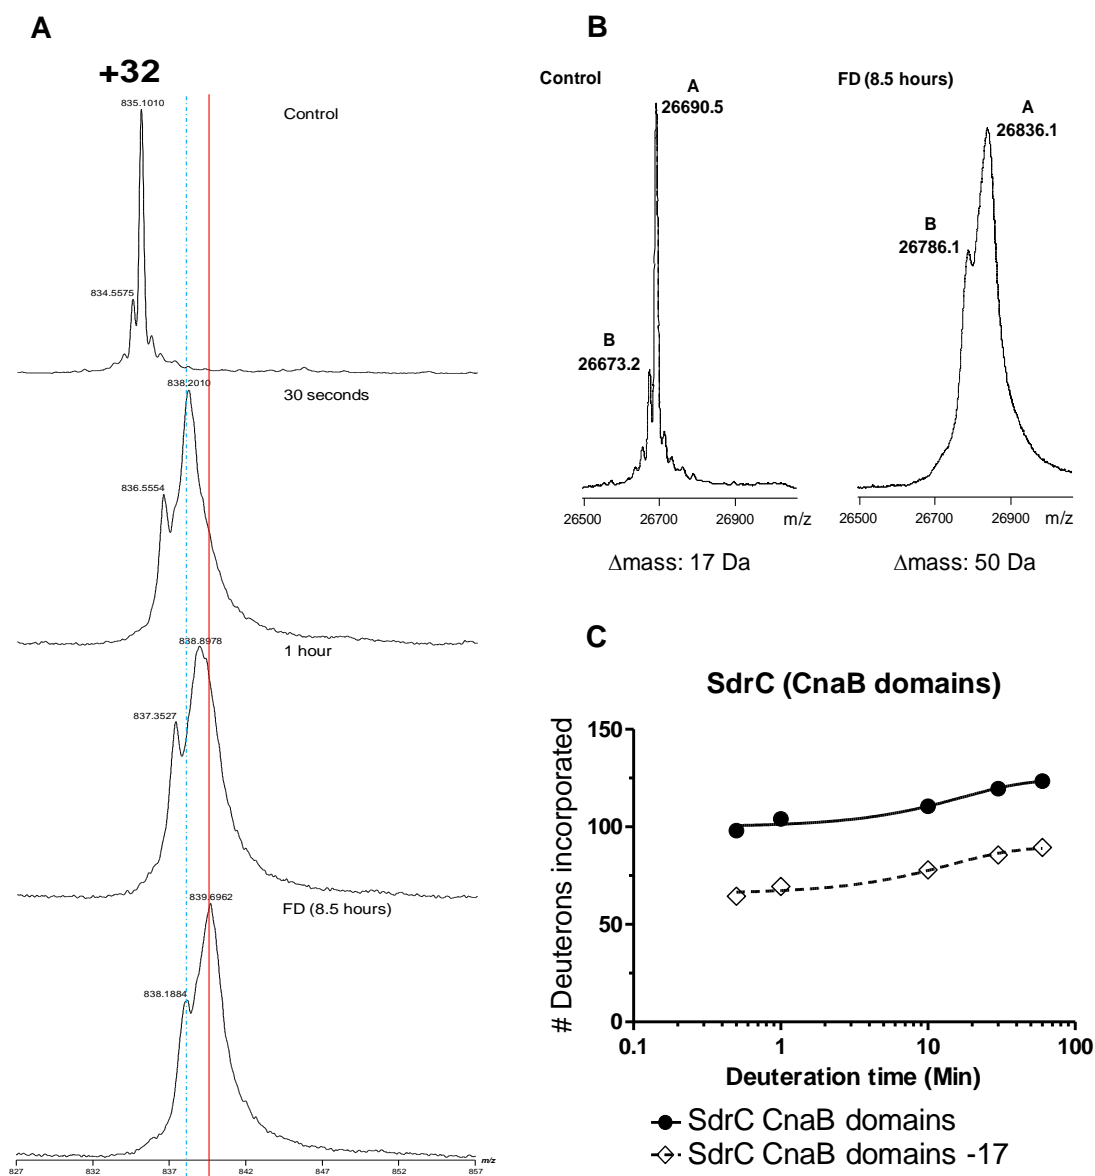 A
+32
835.1010
Control
834.5575
838.2010
30 seconds
836.5554
838.8978
1 hour
837.3527
839.6962
FD (8.5 hours)
838.1884
827 832 837 842 847 852 857
m/z
B
Control
A
26690.5
B
26673.2
26500 26700 26900 m/z
Δmass: 17 Da
FD (8.5 hours)
A
26836.1
B
26786.1
26500 26700 26900 m/z
Δmass: 50 Da
C
SdrC (CnaB domains)
# Deuterons incorporated
150
100
50
0
0.1 1 10 100
Deuteration time (Min)
SdrC CnaB domains
SdrC CnaB domains -17